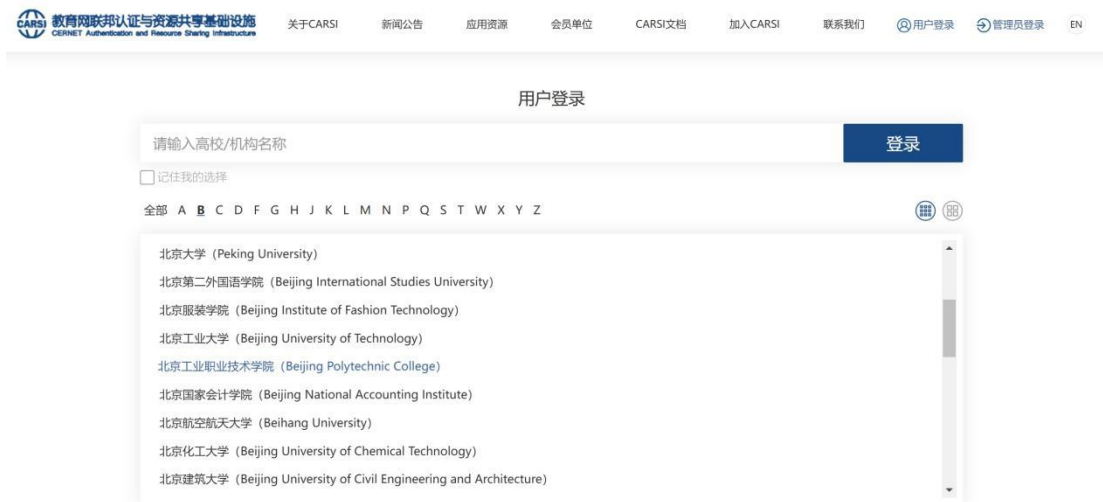 CARSI 教育网联邦认证与资源共享基础设施
CERNET Authentication and Resource Sharing Infrastructure
关于CARSI 新闻公告 应用资源 会员单位 CARSI文档 加入CARSI 联系我们 用户登录 管理员登录 EN
用户登录
请输入高校/机构名称 登录
记住我的选择
全部 A B C D F G H J K L M N P Q S T W X Y Z
北京大学（Peking University）
北京第二外国语学院（Beijing International Studies University）
北京服装学院（Beijing Institute of Fashion Technology）
北京工业大学（Beijing University of Technology）
北京工业职业技术学院（Beijing Polytechnic College）
北京国家会计学院（Beijing National Accounting Institute）
北京航空航天大学（Beihang University）
北京化工大学（Beijing University of Chemical Technology）
北京建筑大学（Beijing University of Civil Engineering and Architecture）